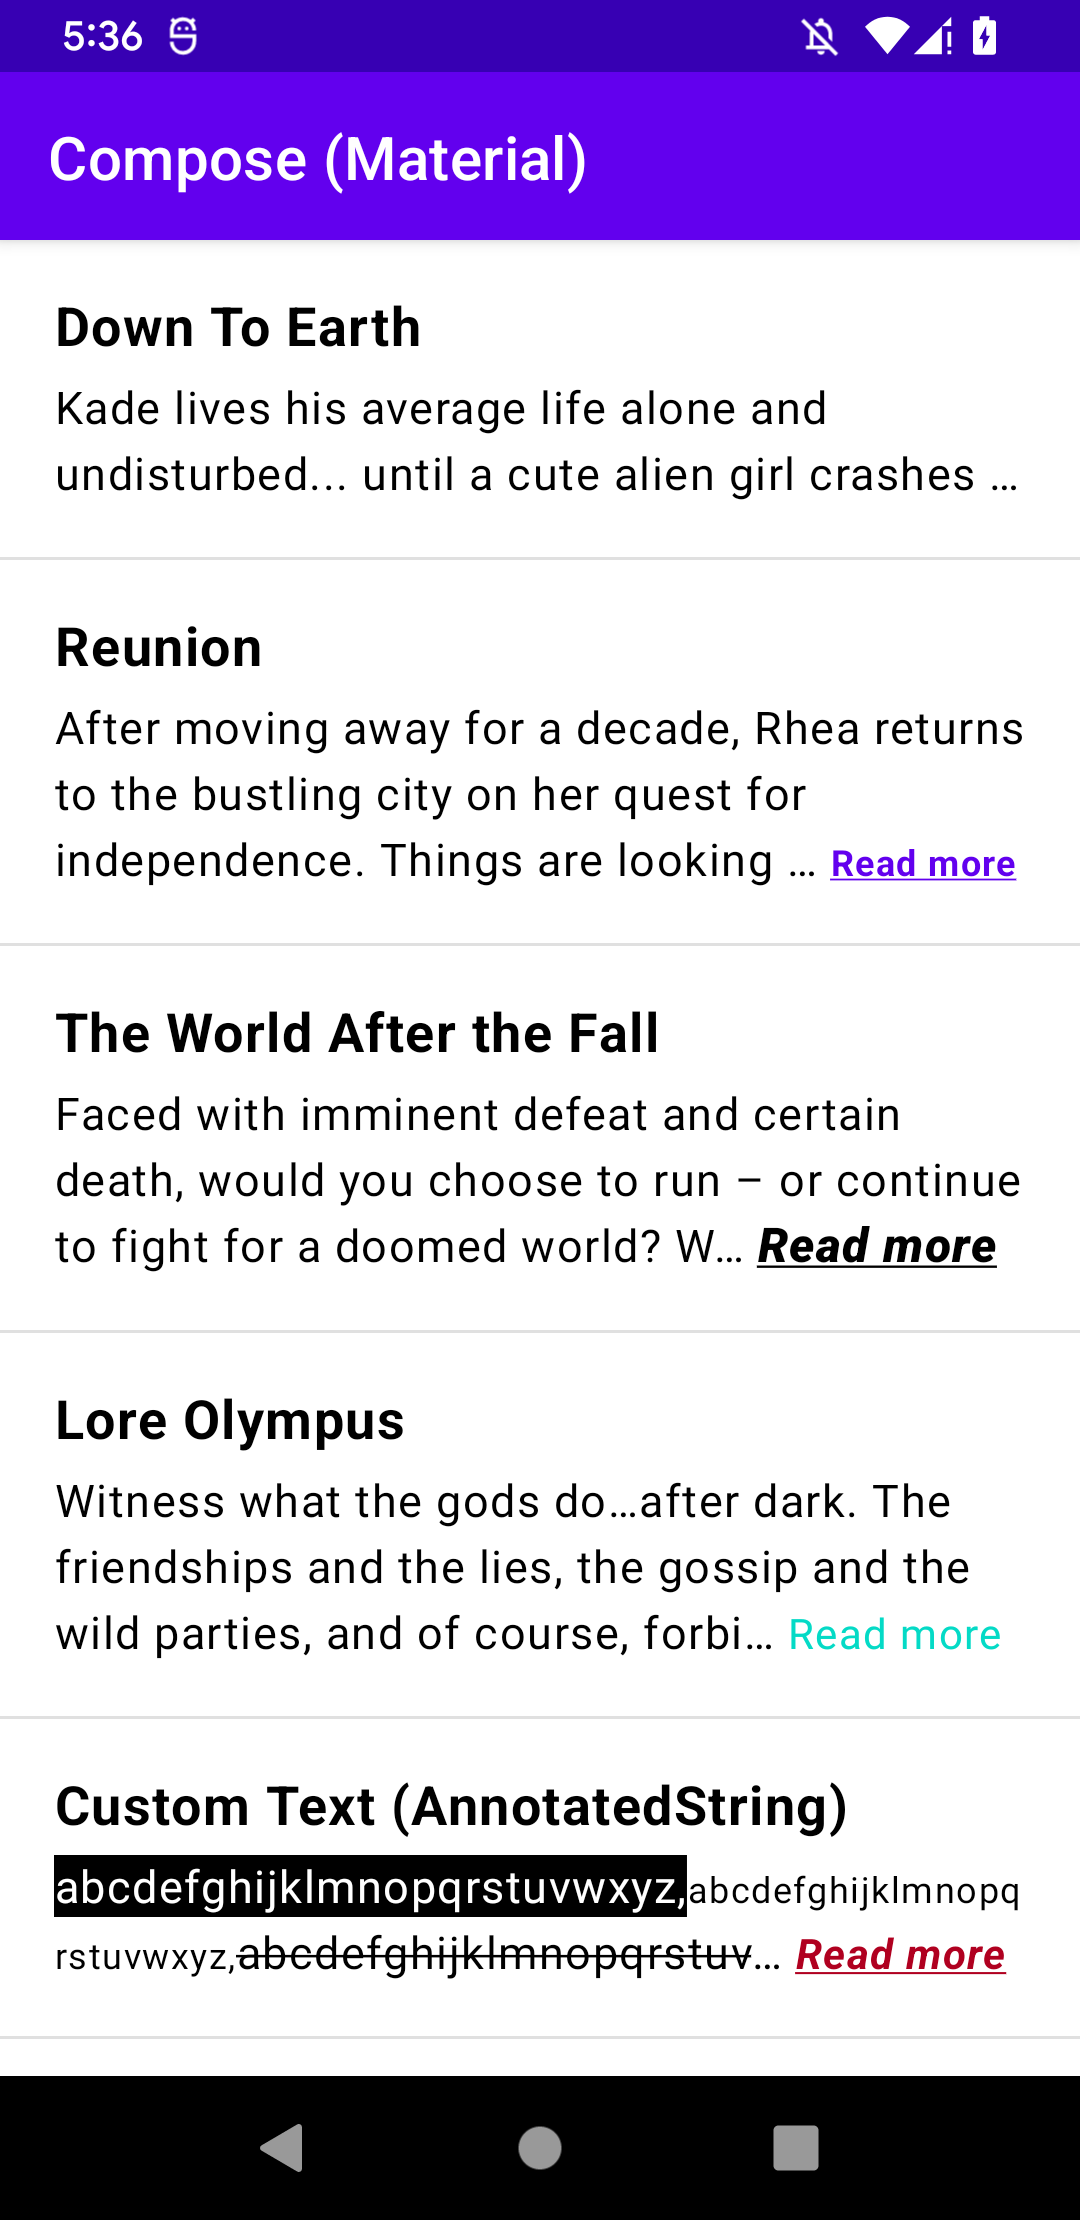 5:36
Compose (Material)
Down To Earth
Kade lives his average life alone and
undisturbed... until a cute alien girl crashes …
Reunion
After moving away for a decade, Rhea returns
to the bustling city on her quest for
independence. Things are looking … Read more
The World After the Fall
Faced with imminent defeat and certain
death, would you choose to run – or continue
to fight for a doomed world? W… Read more
Lore Olympus
Witness what the gods do…after dark. The
friendships and the lies, the gossip and the
wild parties, and of course, forbi… Read more
Custom Text (AnnotatedString)
abcdefghijklmnopqrstuvwxyz,abcdefghijklmnopq
rstuvwxyz,abcdefghijklmnopqrstuv… Read more